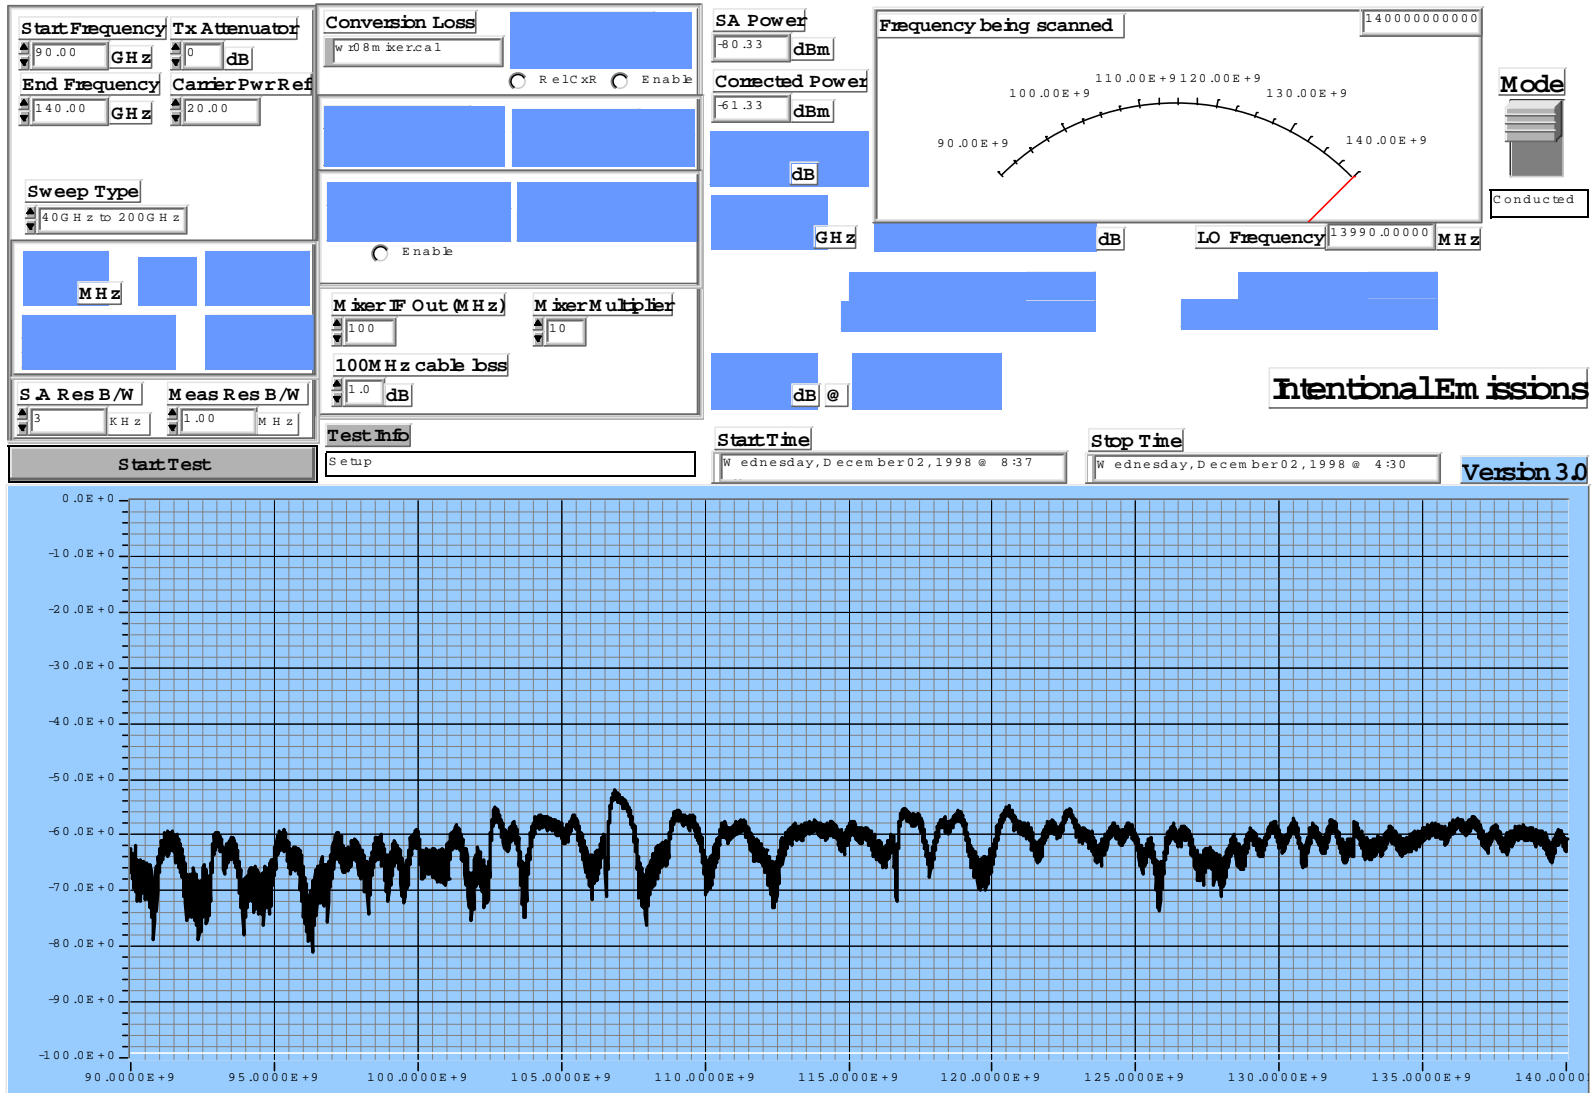 Start Frequency
90.00 GHz
Tx Attenuator
0 dB
End Frequency
140.00 GHz
Carrier Pwr Ref
20.00
Sweep Type
40GHz to 200GHz
MHz
S.A Res B/W
3 KHz
Meas Res B/W
1.00 MHz
Start Test
Conversion Loss
wr08mixer.cal
RelCxR Enable
Enable
Mixer IF Out (MHz)
100
Mixer Multiplier
10
100MHz cable loss
1.0 dB
Test Info
Setup
SA Power
-80.33 dBm
Corrected Power
-61.33 dBm
dB
GHz
dB
dB @
Frequency being scanned
140000000000
90.00E+9 100.00E+9 110.00E+9 120.00E+9 130.00E+9 140.00E+9
LO Frequency 13990.00000 MHz
Mode
Conducted
Intentional Emissions
Start Time
Wednesday, December 02, 1998 @ 8:37
Stop Time
Wednesday, December 02, 1998 @ 4:30
Version 3.0
0.0E+0
-10.0E+0
-20.0E+0
-30.0E+0
-40.0E+0
-50.0E+0
-60.0E+0
-70.0E+0
-80.0E+0
-90.0E+0
-100.0E+0
90.0000E+9 95.0000E+9 100.0000E+9 105.0000E+9 110.0000E+9 115.0000E+9 120.0000E+9 125.0000E+9 130.0000E+9 135.0000E+9 140.0000